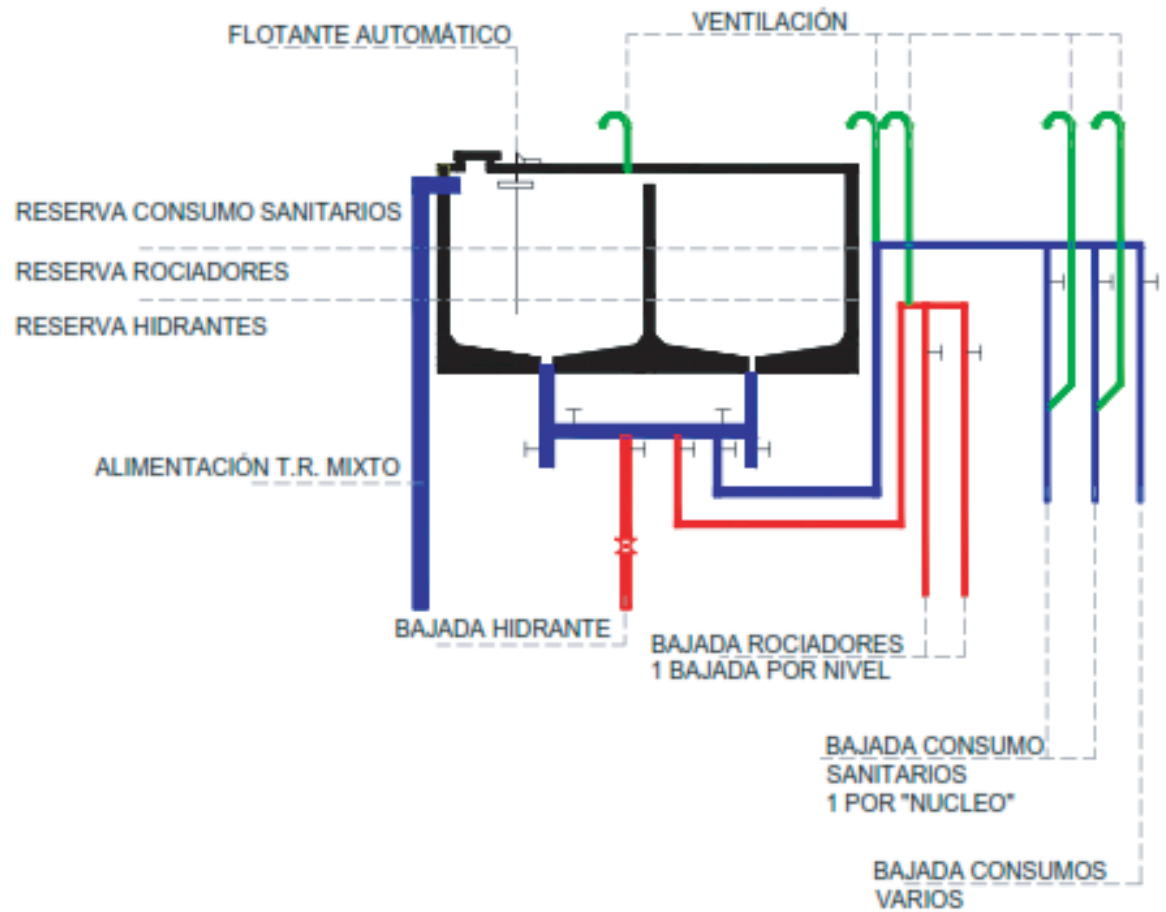 VENTILACIÓN
FLOTANTE AUTOMÁTICO
RESERVA CONSUMO SANITARIOS
RESERVA ROCIADORES
RESERVA HIDRANTES
ALIMENTACIÓN T.R. MIXTO
BAJADA HIDRANTE
BAJADA ROCIADORES
1 BAJADA POR NIVEL
BAJADA CONSUMO
SANITARIOS
1 POR "NUCLEO"
BAJADA CONSUMOS
VARIOS